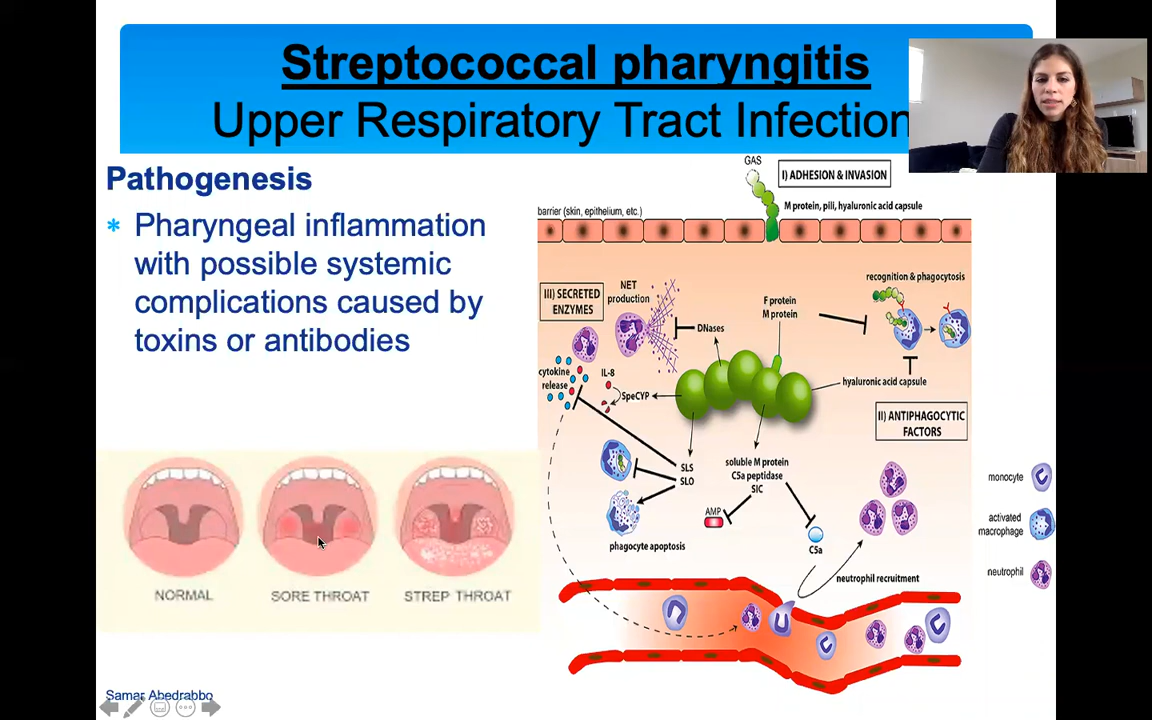 Streptococcal pharyngitis
Upper Respiratory Tract Infection
Pathogenesis
* Pharyngeal inflammation
with possible systemic
complications caused by
toxins or antibodies
NORMAL
SORE THROAT
STREP THROAT
GAS
I) ADHESION & INVASION
M protein, pili, hyaluronic acid capsule
barrier (skin, epithelium, etc.)
recognition & phagocytosis
III) SECRETED
ENZYMES
NET
production
F protein
M protein
DNases
cytokine
release
IL-8
SpeCYP
hyaluronic acid capsule
II) ANTIPHAGOCYTIC
FACTORS
SLS
SLO
soluble M protein
C5a peptidase
SIC
AMP
C5a
phagocyte apoptosis
neutrophil recruitment
monocyte
activated
macrophage
neutrophil
Samar Abedrabbo